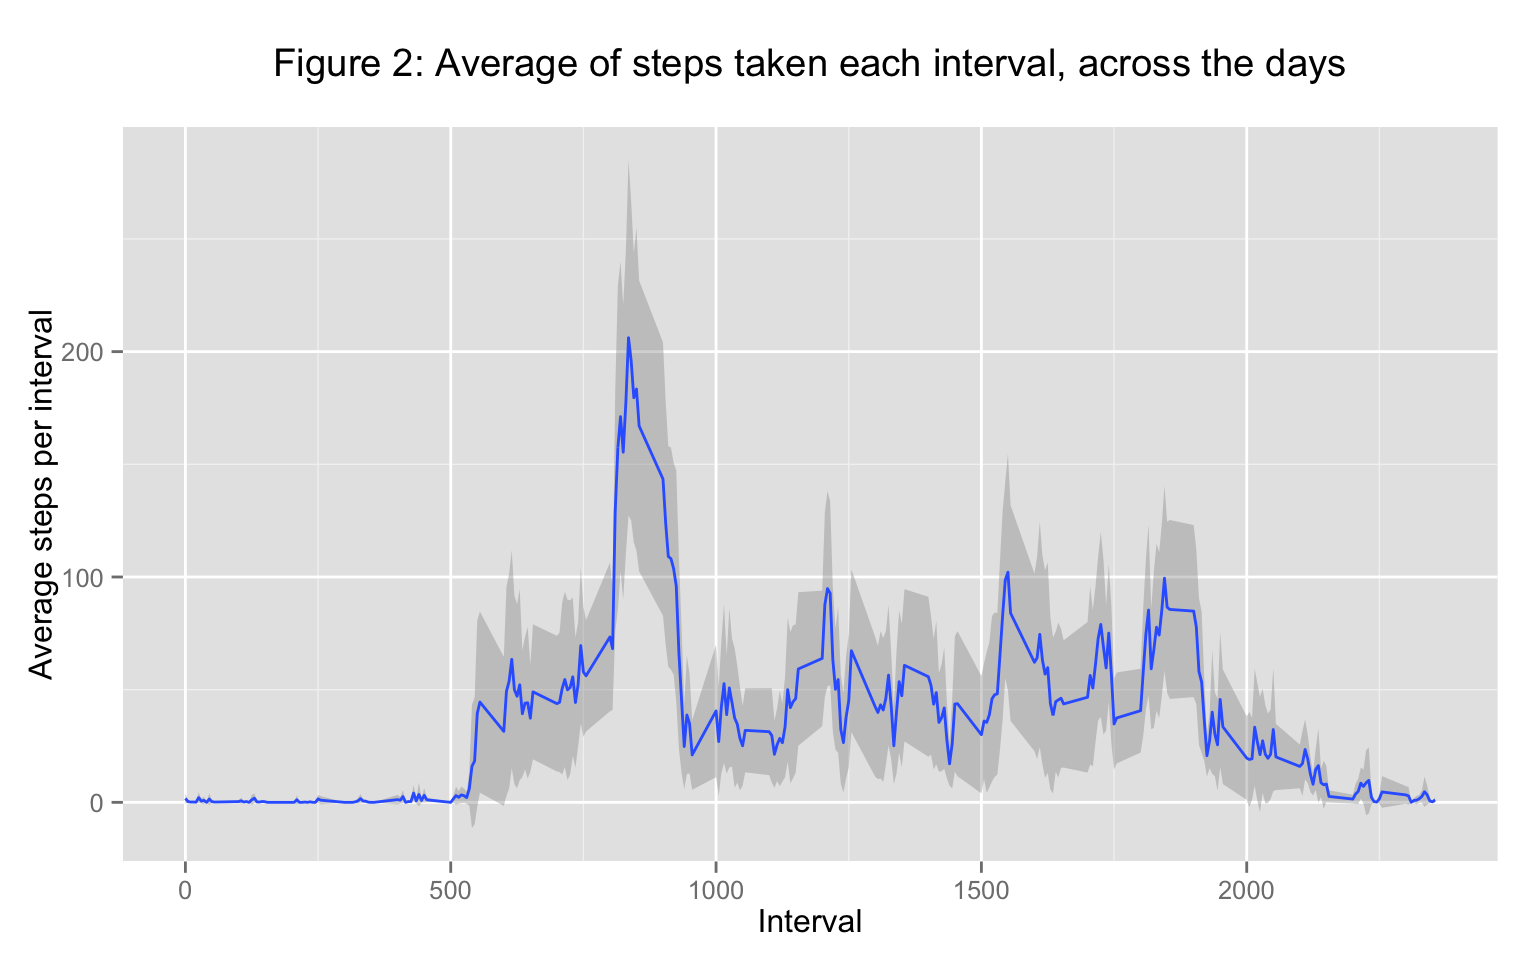 Figure 2: Average of steps taken each interval, across the days
Average steps per interval
200
100
0
0
500
1000
1500
2000
Interval